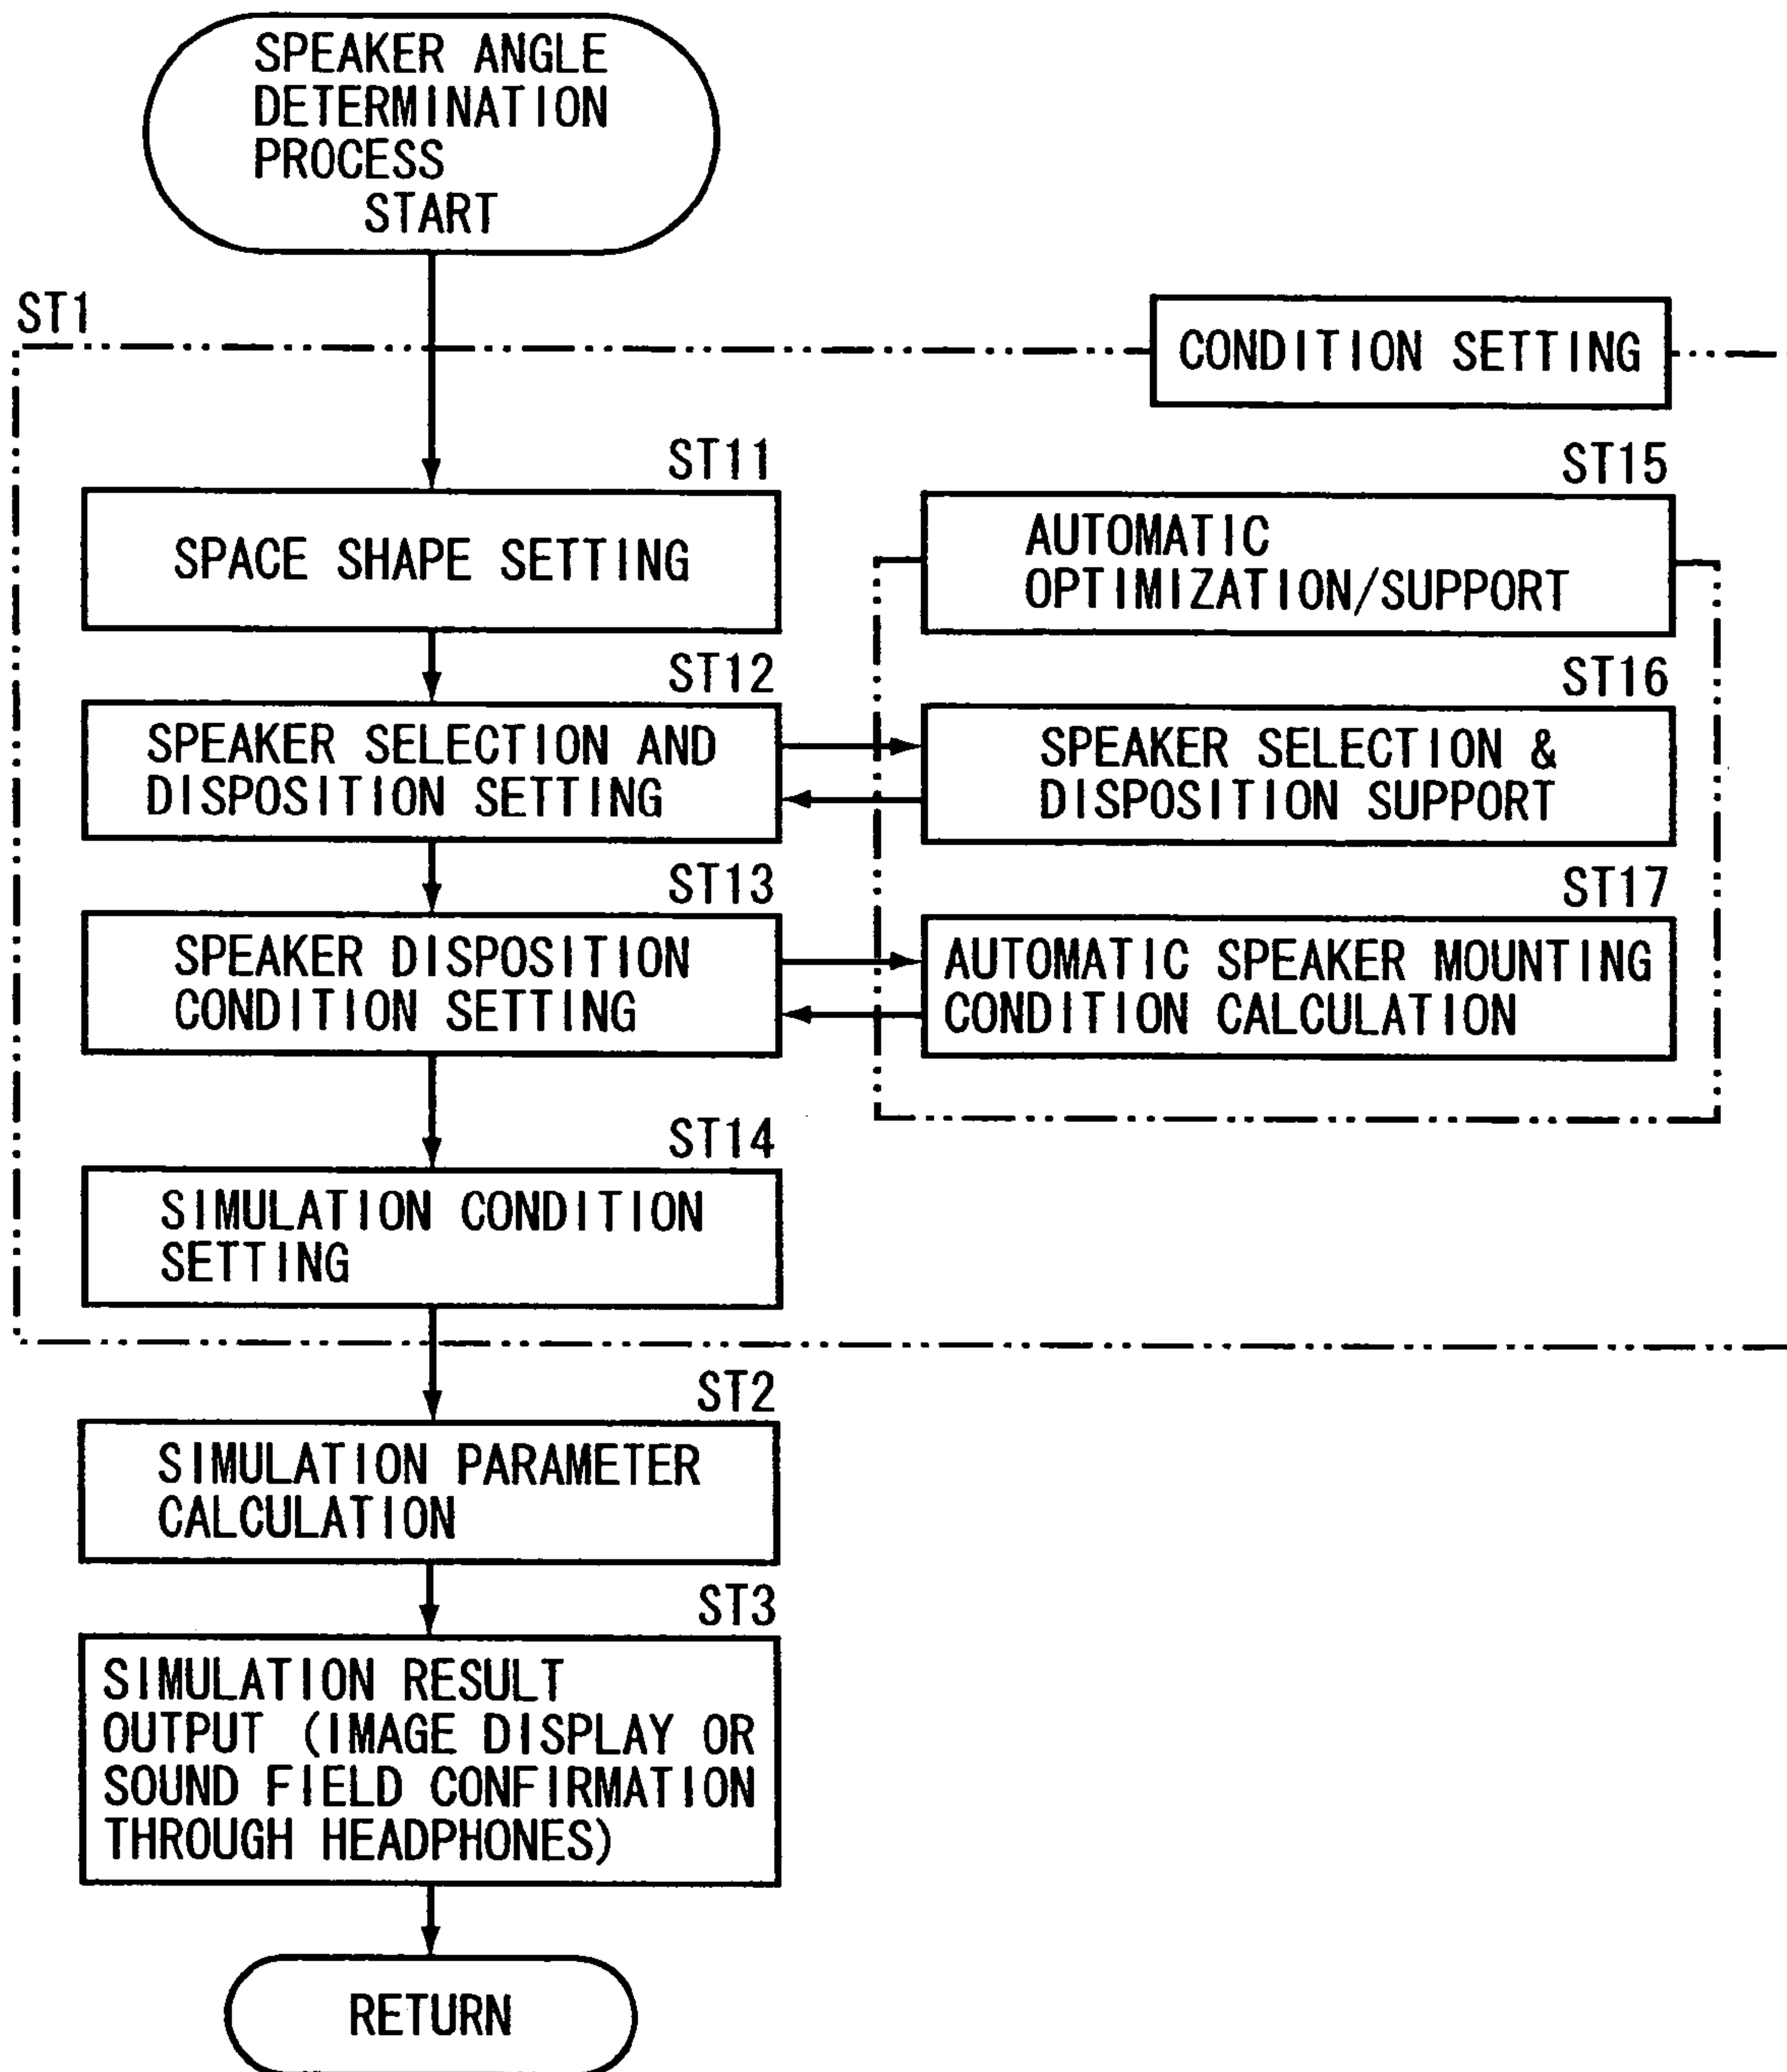 SPEAKER ANGLE
DETERMINATION
PROCESS
START
ST1
CONDITION SETTING
ST11
SPACE SHAPE SETTING
ST15
AUTOMATIC
OPTIMIZATION/SUPPORT
ST12
SPEAKER SELECTION AND
DISPOSITION SETTING
ST16
SPEAKER SELECTION &
DISPOSITION SUPPORT
ST13
SPEAKER DISPOSITION
CONDITION SETTING
ST17
AUTOMATIC SPEAKER MOUNTING
CONDITION CALCULATION
ST14
SIMULATION CONDITION
SETTING
ST2
SIMULATION PARAMETER
CALCULATION
ST3
SIMULATION RESULT
OUTPUT (IMAGE DISPLAY OR
SOUND FIELD CONFIRMATION
THROUGH HEADPHONES)
RETURN